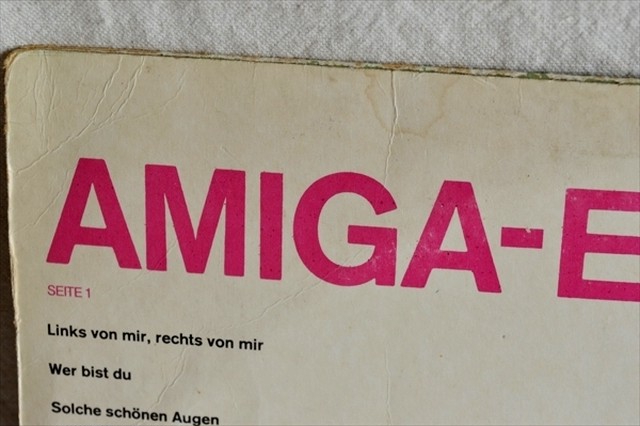 AMIGA-E
SEITE 1
Links von mir, rechts von mir
Wer bist du
Solche schönen Augen